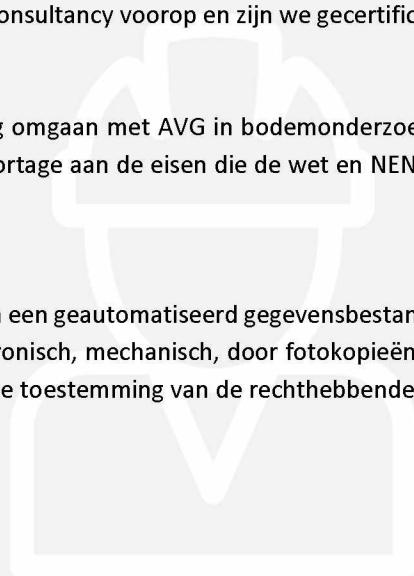 onsultancy voorop en zijn we gecertific
g omgaan met AVG in bodemonderzoe
ortage aan de eisen die de wet en NEN
een geautomatiseerd gegevensbestan
ronisch, mechanisch, door fotokopieën
e toestemming van de rechthebbende